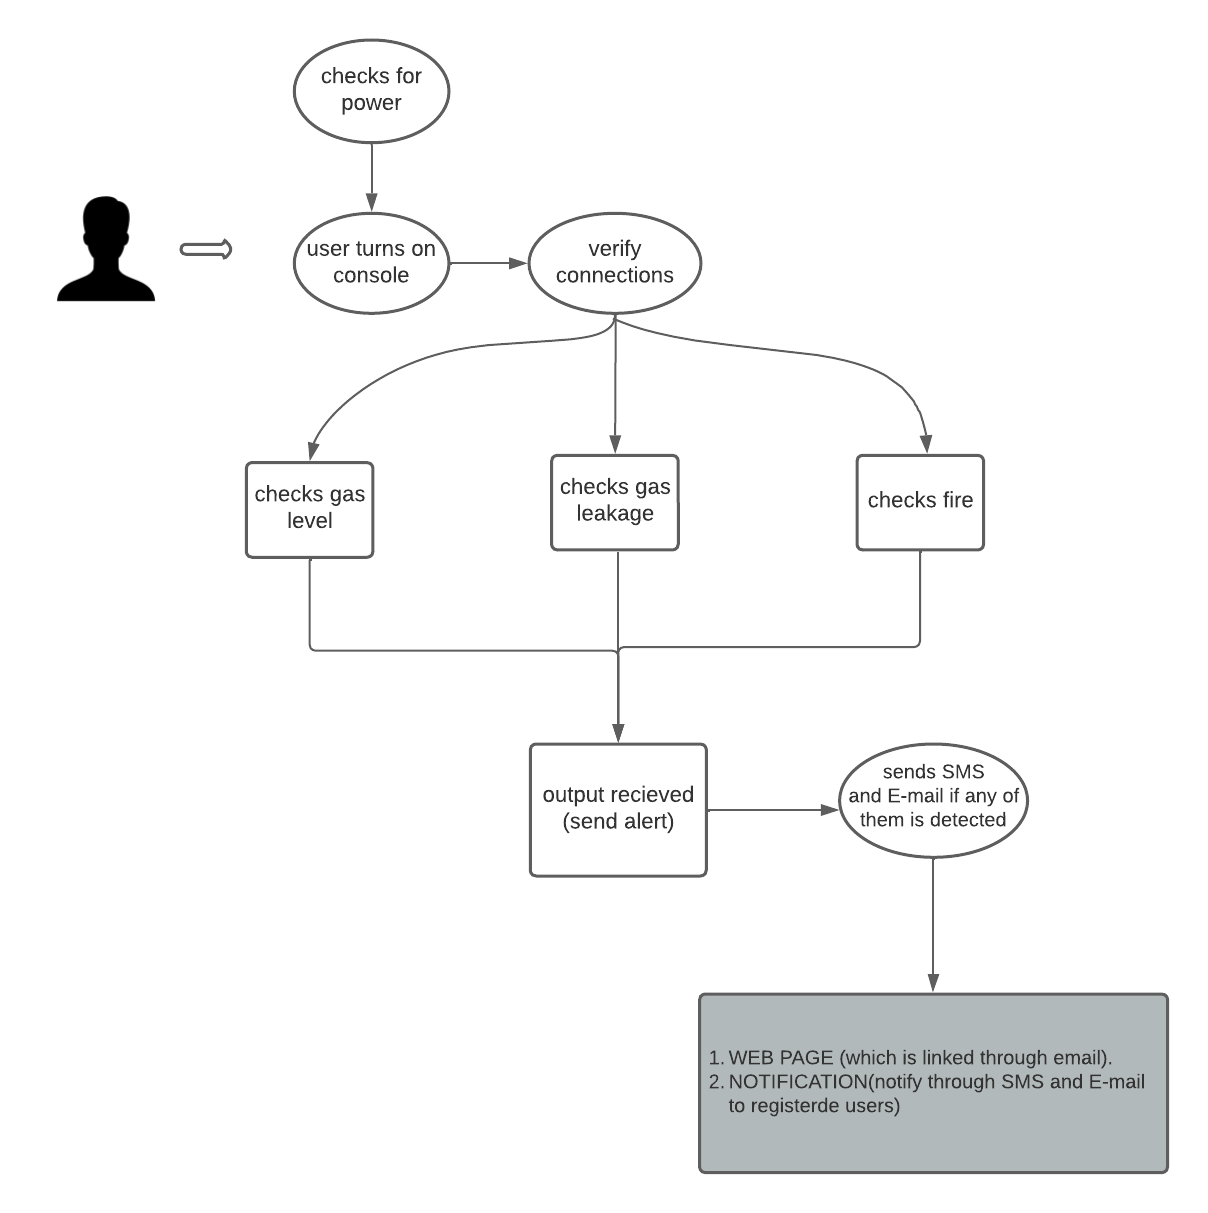 checks for
power
user turns on
console
verify
connections
checks gas
level
checks gas
leakage
checks fire
output recieved
(send alert)
sends SMS
and E-mail if any of
them is detected
1. WEB PAGE (which is linked through email).
2. NOTIFICATION(notify through SMS and E-mail
to registerde users)